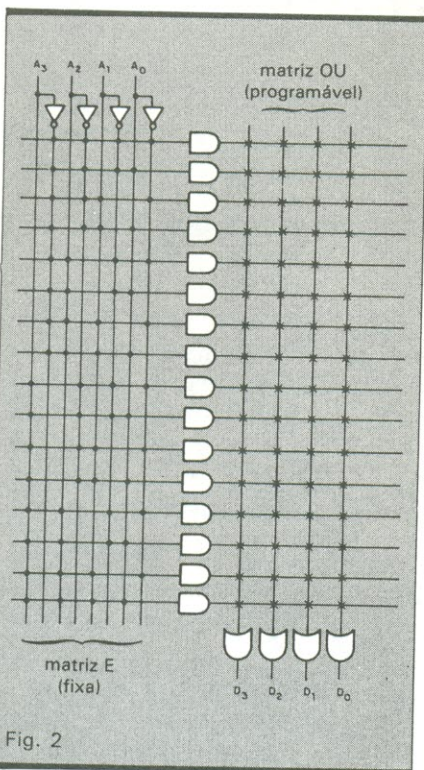 A₃ A₂ A₁ A₀
matriz OU
(programável)
matriz E
(fixa)
D₃ D₂ D₁ D₀
Fig. 2